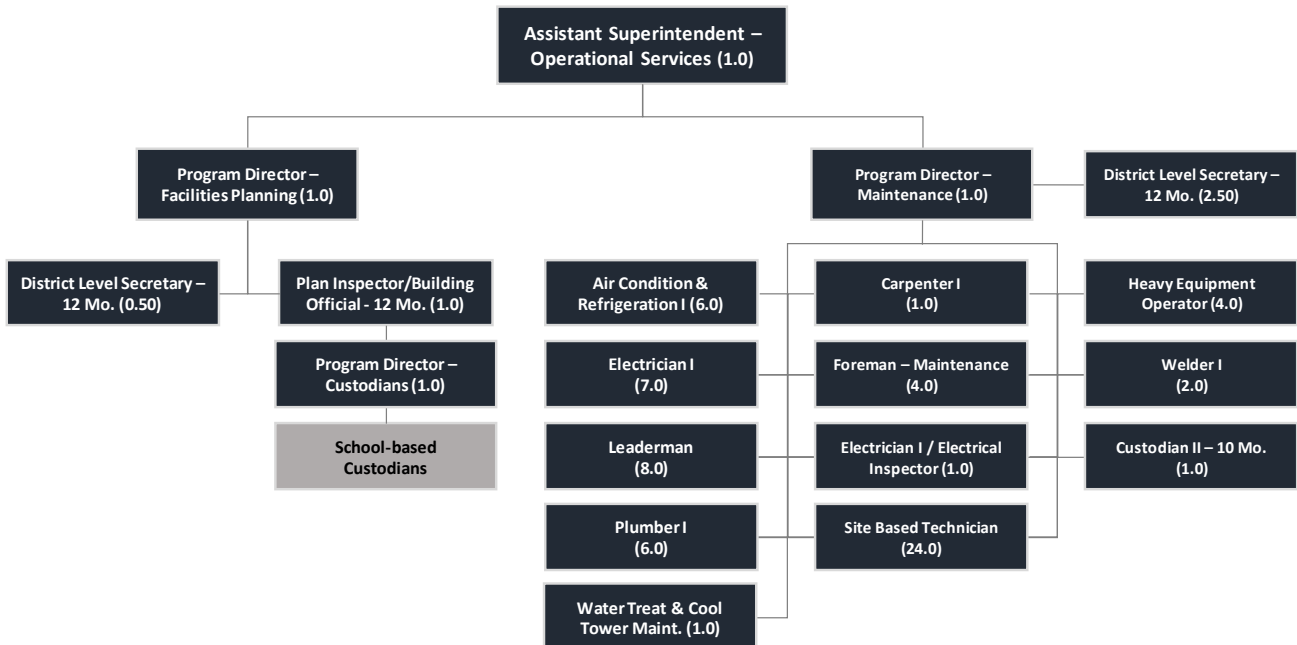 Assistant Superintendent –
Operational Services (1.0)
Program Director –
Facilities Planning (1.0)
Program Director –
Maintenance (1.0)
District Level Secretary –
12 Mo. (2.50)
District Level Secretary –
12 Mo. (0.50)
Plan Inspector/Building
Official - 12 Mo. (1.0)
Program Director –
Custodians (1.0)
School-based
Custodians
Air Condition &
Refrigeration I (6.0)
Carpenter I
(1.0)
Heavy Equipment
Operator (4.0)
Electrician I
(7.0)
Foreman – Maintenance
(4.0)
Welder I
(2.0)
Leaderman
(8.0)
Electrician I / Electrical
Inspector (1.0)
Custodian II – 10 Mo.
(1.0)
Plumber I
(6.0)
Site Based Technician
(24.0)
Water Treat & Cool
Tower Maint. (1.0)